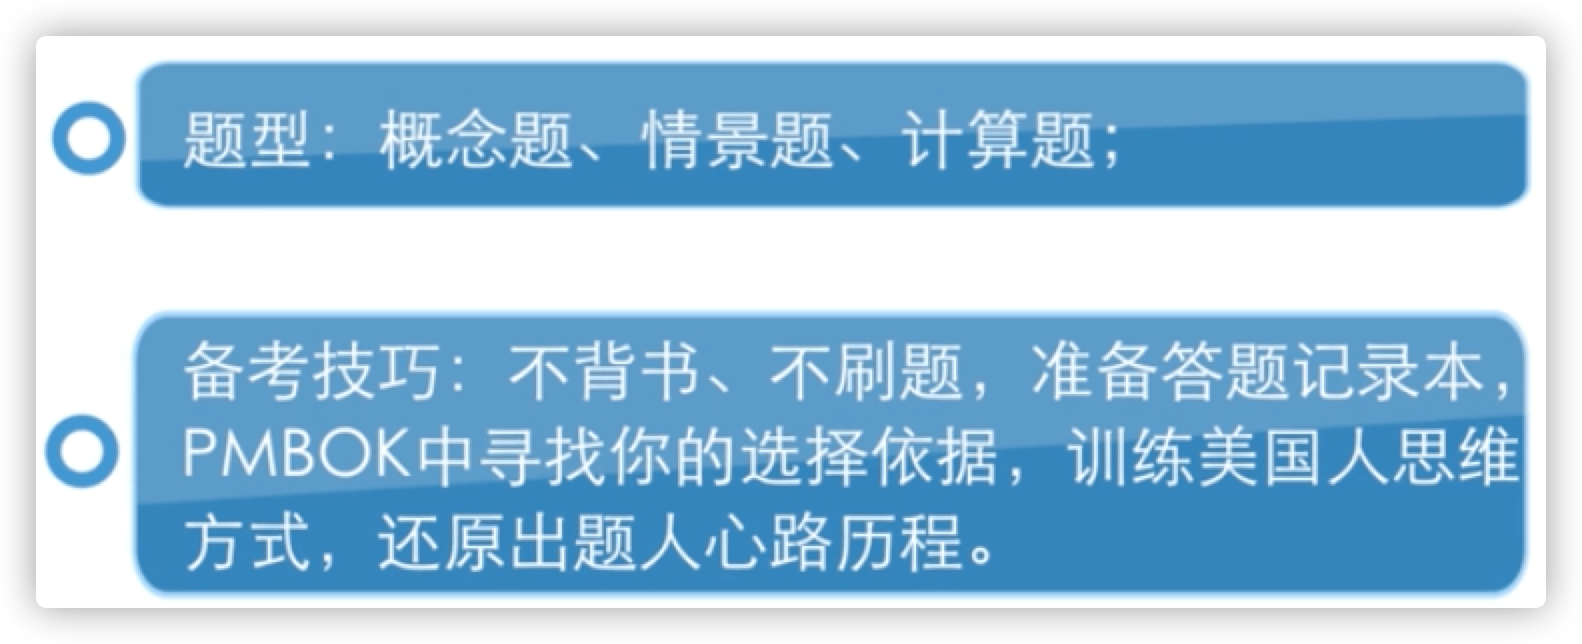 题型：概念题、情景题、计算题；
备考技巧：不背书、不刷题，准备答题记录本，
PMBOK中寻找你的选择依据，训练美国人思维
方式，还原出题人心路历程。